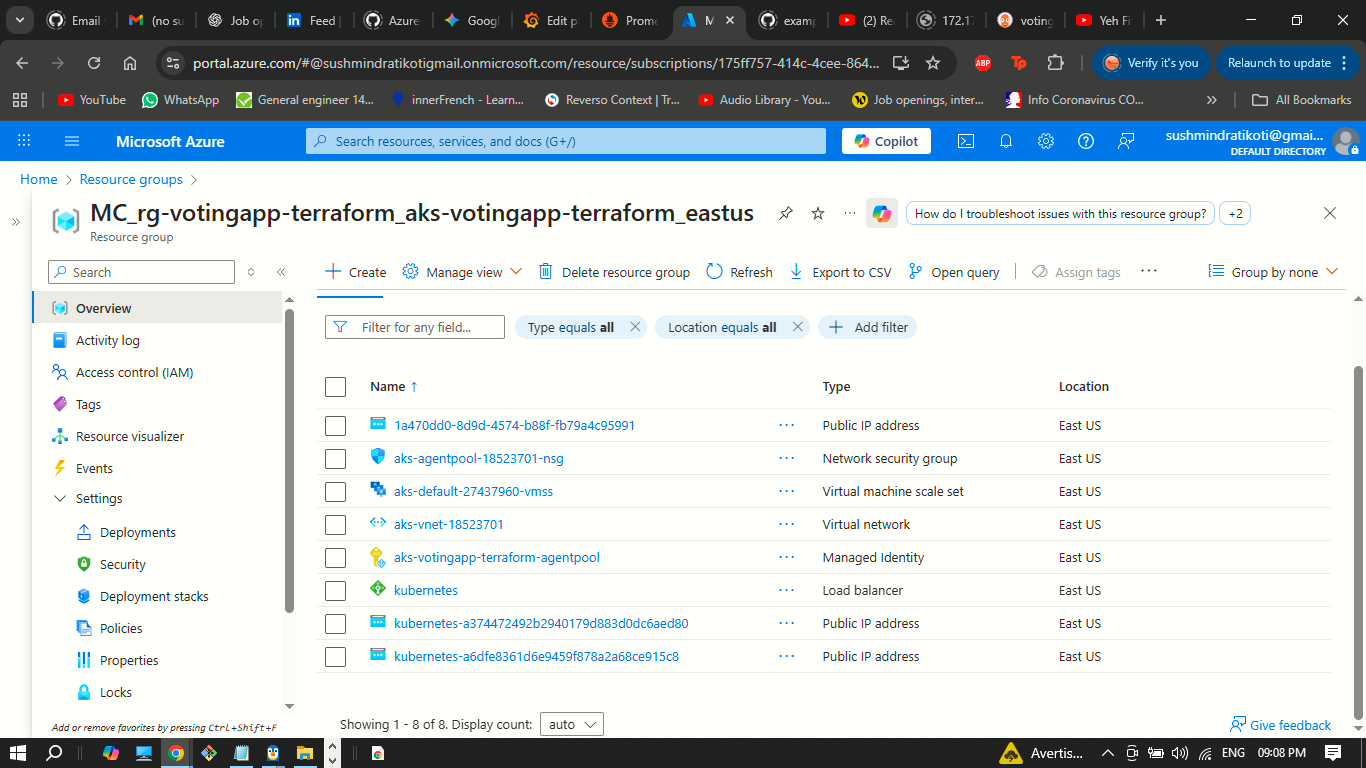 Email
(no su
Job op
Feed
Azure
Googl
Edit pa
Prome
M
examp
(2) Re
172.17
voting
Yeh Fi
portal.azure.com/#@sushmindratikotigmail.onmicrosoft.com/resource/subscriptions/175ff757-414c-4cee-864...
ABP
Verify it's you
Relaunch to update
YouTube
WhatsApp
General engineer 14...
innerFrench - Learn...
Reverso Context | Tr...
Audio Library - You...
Job openings, inter...
Info Coronavirus CO...
All Bookmarks
Microsoft Azure
Search resources, services, and docs (G+/)
Copilot
sushmindratikoti@gmai...
DEFAULT DIRECTORY
Home
Resource groups
MC_rg-votingapp-terraform_aks-votingapp-terraform_eastus
Resource group
How do I troubleshoot issues with this resource group?
+2
Search
Create
Manage view
Delete resource group
Refresh
Export to CSV
Open query
Assign tags
Group by none
Overview
Activity log
Access control (IAM)
Tags
Resource visualizer
Events
Settings
Deployments
Security
Deployment stacks
Policies
Properties
Locks
Add or remove favorites by pressing Ctrl+Shift+F
Filter for any field...
Type equals all
Location equals all
Add filter
Name ↑ Type Location
1a470dd0-8d9d-4574-b88f-fb79a4c95991 ... Public IP address East US
aks-agentpool-18523701-nsg ... Network security group East US
aks-default-27437960-vmss ... Virtual machine scale set East US
aks-vnet-18523701 ... Virtual network East US
aks-votingapp-terraform-agentpool ... Managed Identity East US
kubernetes ... Load balancer East US
kubernetes-a374472492b2940179d883d0dc6aed80 ... Public IP address East US
kubernetes-a6dfe8361d6e9459f878a2a68ce915c8 ... Public IP address East US
Showing 1 - 8 of 8. Display count: auto
Give feedback
Avertis...
ENG
09:08 PM